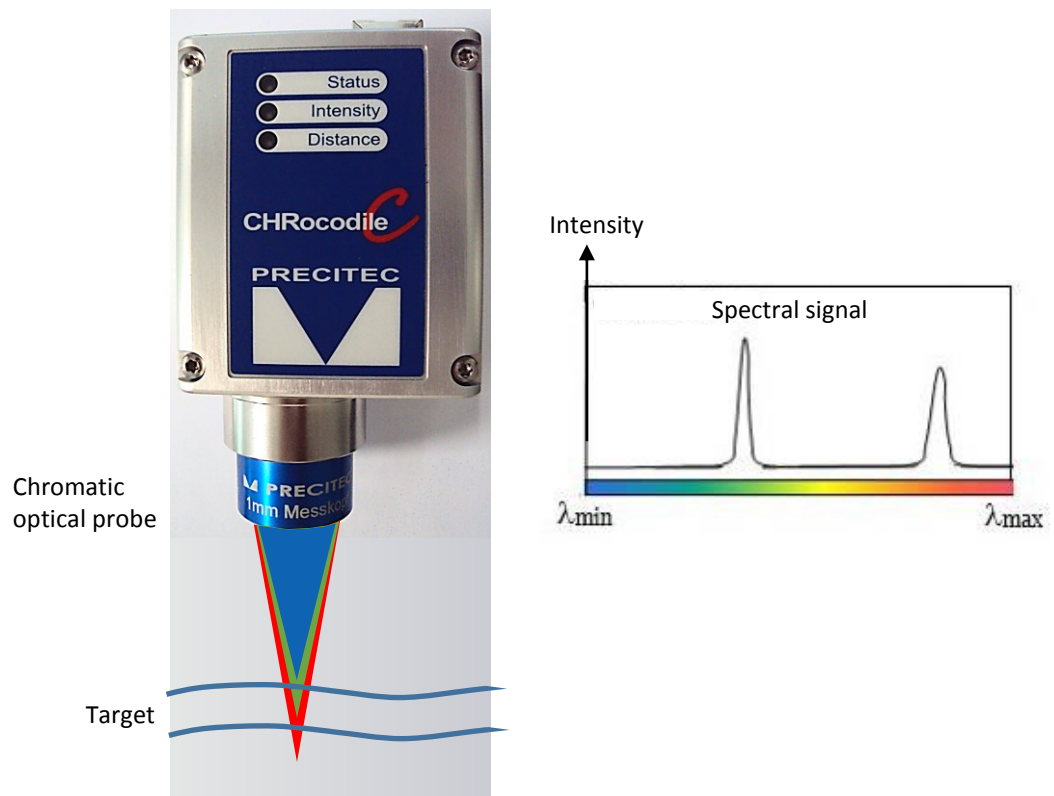 Status
Intensity
Distance
CHRocodile C
PRECITEC
PRECITEC
1mm Messkopf
Chromatic
optical probe
Target
Intensity
Spectral signal
λmin
λmax